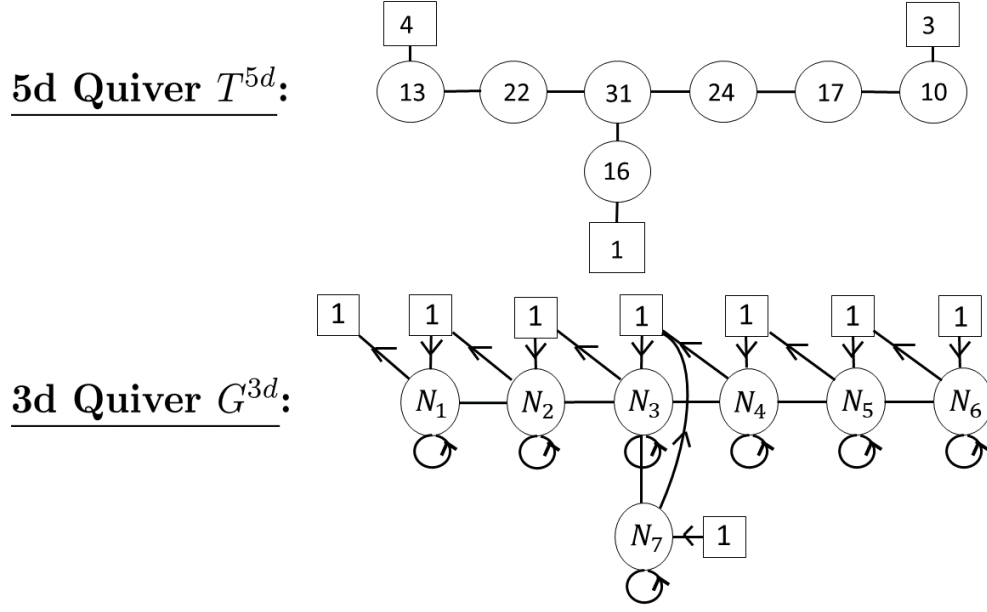 4 3
5d Quiver $T^{5d}$:
13 22 31 24 17 10
16
1
1 1 1 1 1 1 1
3d Quiver $G^{3d}$:
$N_1$ $N_2$ $N_3$ $N_4$ $N_5$ $N_6$
$N_7$ 1